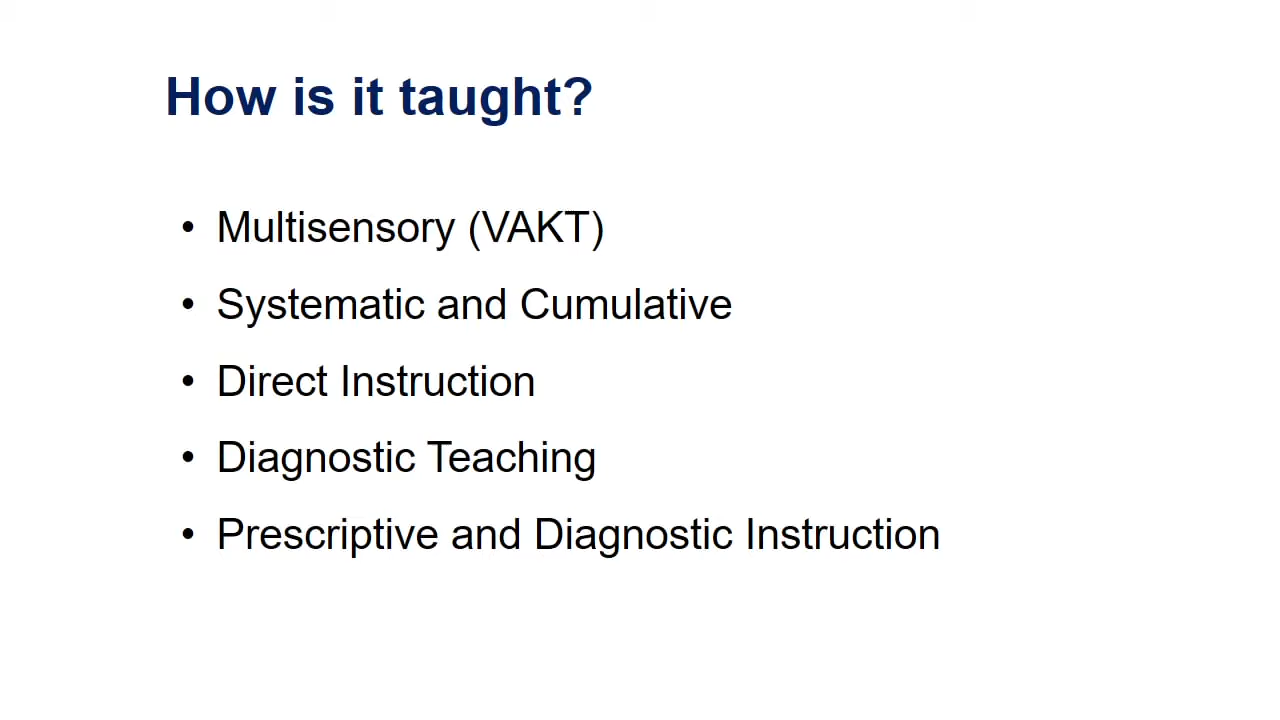 How is it taught?
• Multisensory (VAKT)
• Systematic and Cumulative
• Direct Instruction
• Diagnostic Teaching
• Prescriptive and Diagnostic Instruction